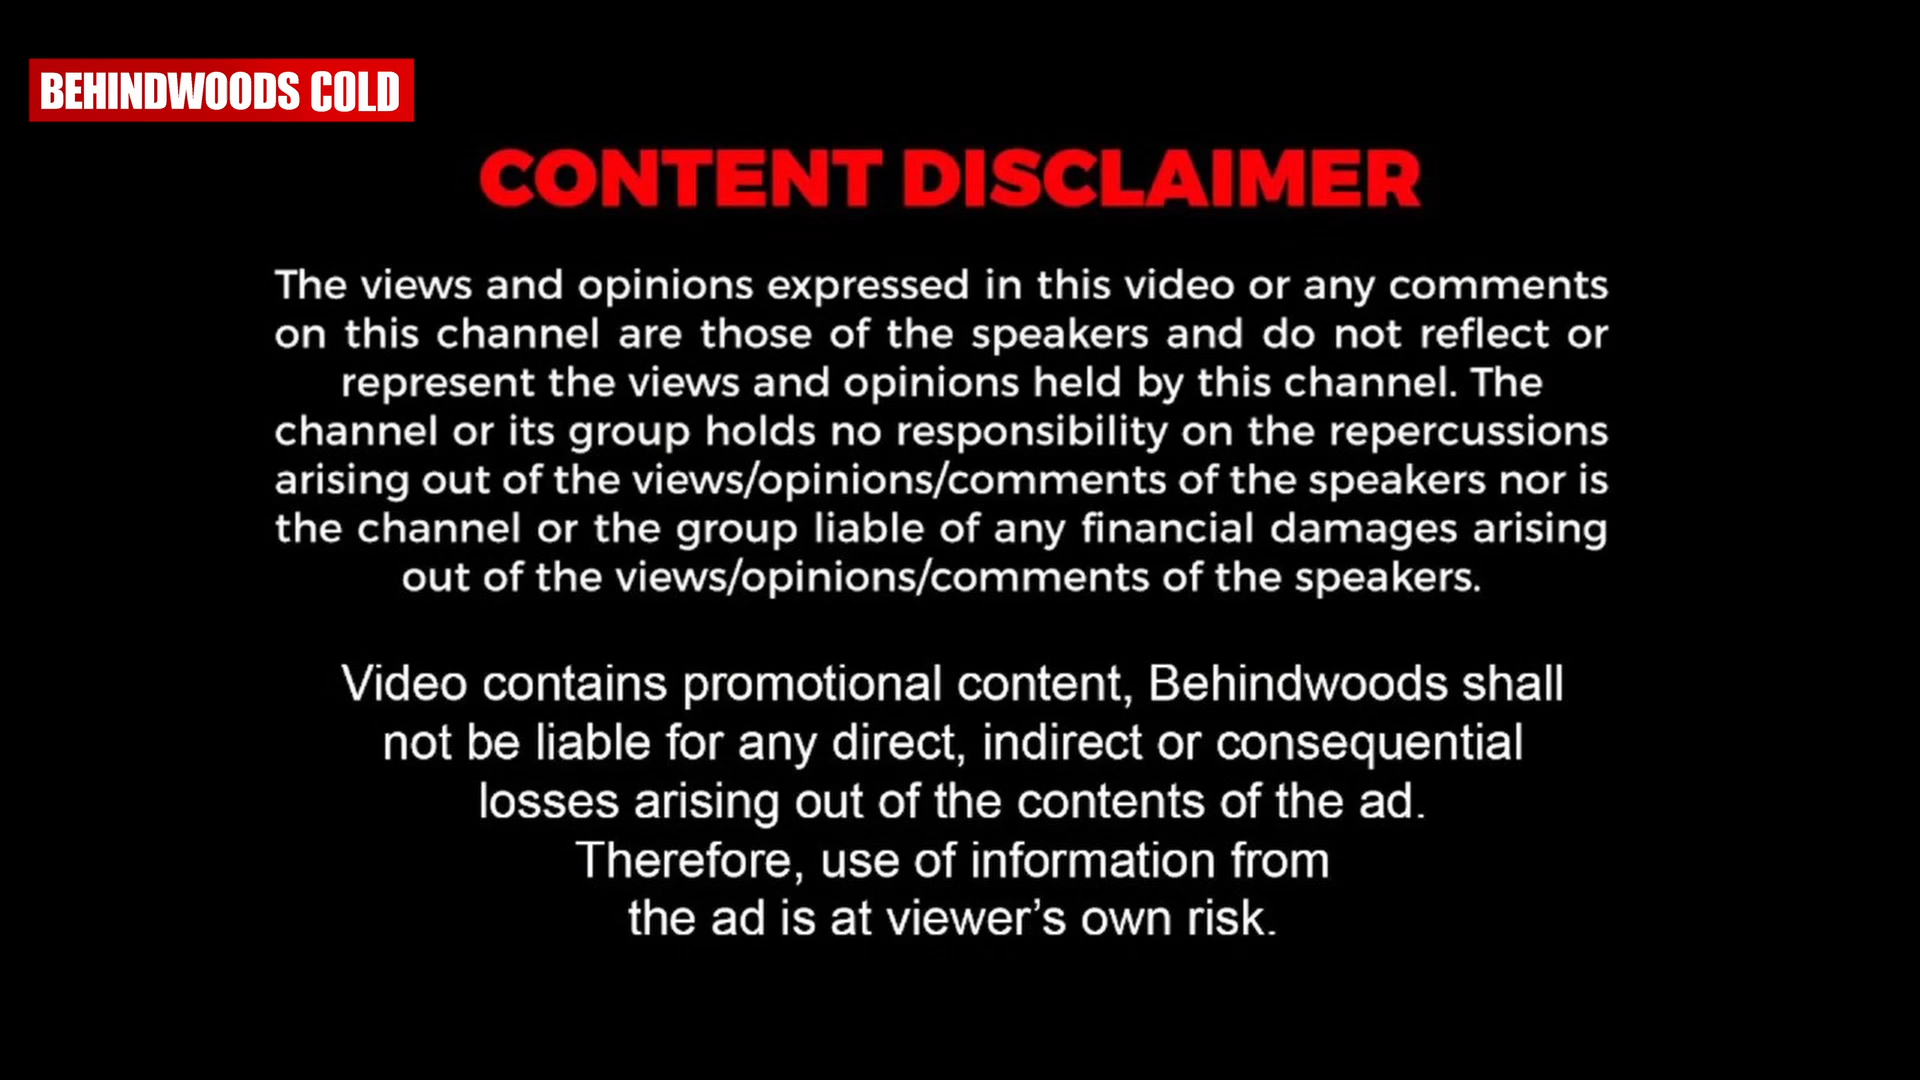 BEHINDWOODS COLD
CONTENT DISCLAIMER
The views and opinions expressed in this video or any comments
on this channel are those of the speakers and do not reflect or
represent the views and opinions held by this channel. The
channel or its group holds no responsibility on the repercussions
arising out of the views/opinions/comments of the speakers nor is
the channel or the group liable of any financial damages arising
out of the views/opinions/comments of the speakers.
Video contains promotional content, Behindwoods shall
not be liable for any direct, indirect or consequential
losses arising out of the contents of the ad.
Therefore, use of information from
the ad is at viewer’s own risk.